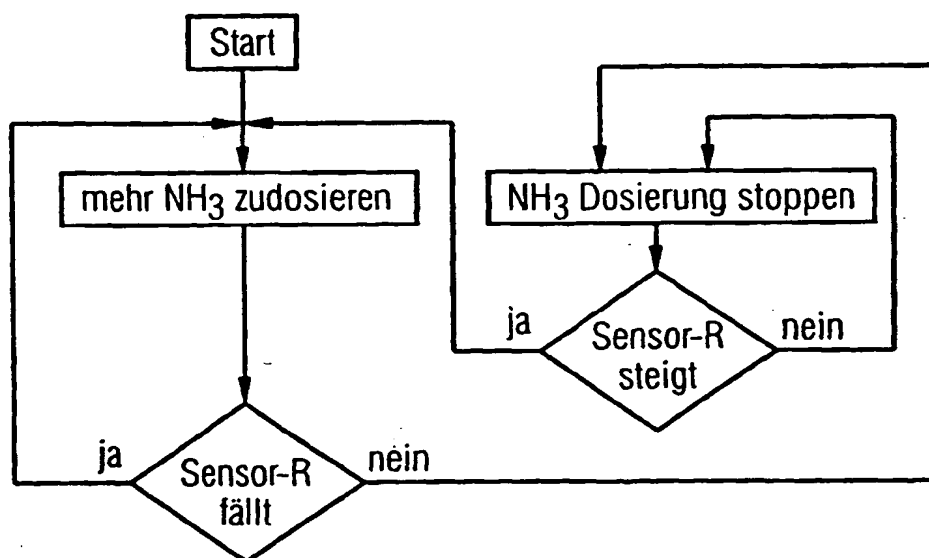 Start
mehr NH3 zudosieren
NH3 Dosierung stoppen
ja
Sensor-R
steigt
nein
ja
Sensor-R
fällt
nein